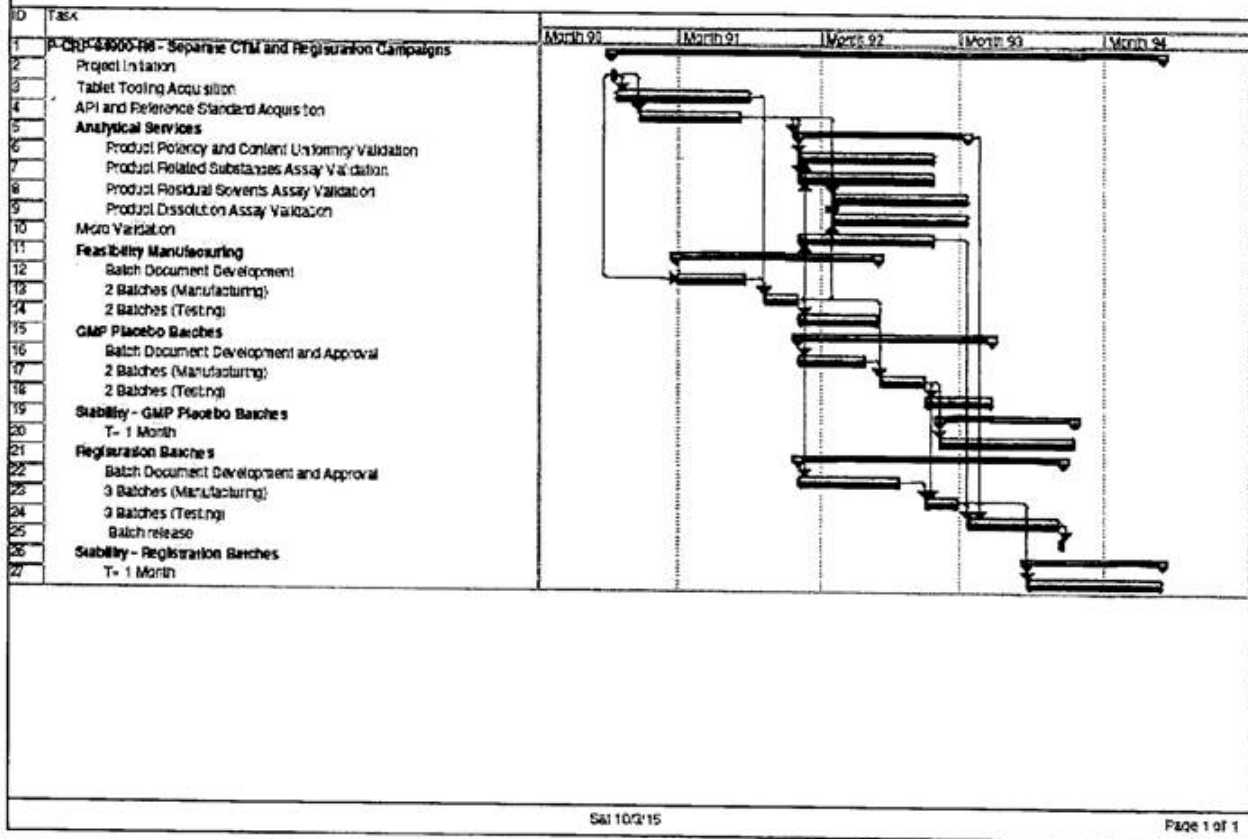 ID Task
Month 90 Month 91 Month 92 Month 93 Month 94
1 - Separate CTM and Registration Campaigns
2 Project Initiation
3 Tablet Tooling Acquisition
4 API and Reference Standard Acquisition
5 Analytical Services
6 Product Potency and Content Uniformity Validation
7 Product Related Substances Assay Validation
8 Product Residual Solvents Assay Validation
9 Product Dissolution Assay Validation
10 Micro Validation
11 Feasibility Manufacturing
12 Batch Document Development
13 2 Batches (Manufacturing)
14 2 Batches (Testing)
15 GMP Placebo Batches
16 Batch Document Development and Approval
17 2 Batches (Manufacturing)
18 2 Batches (Testing)
19 Stability - GMP Placebo Batches
20 T- 1 Month
21 Registration Batches
22 Batch Document Development and Approval
23 3 Batches (Manufacturing)
24 3 Batches (Testing)
25 Batch release
26 Stability - Registration Batches
27 T- 1 Month
Sat 10/3/15
Page 1 of 1